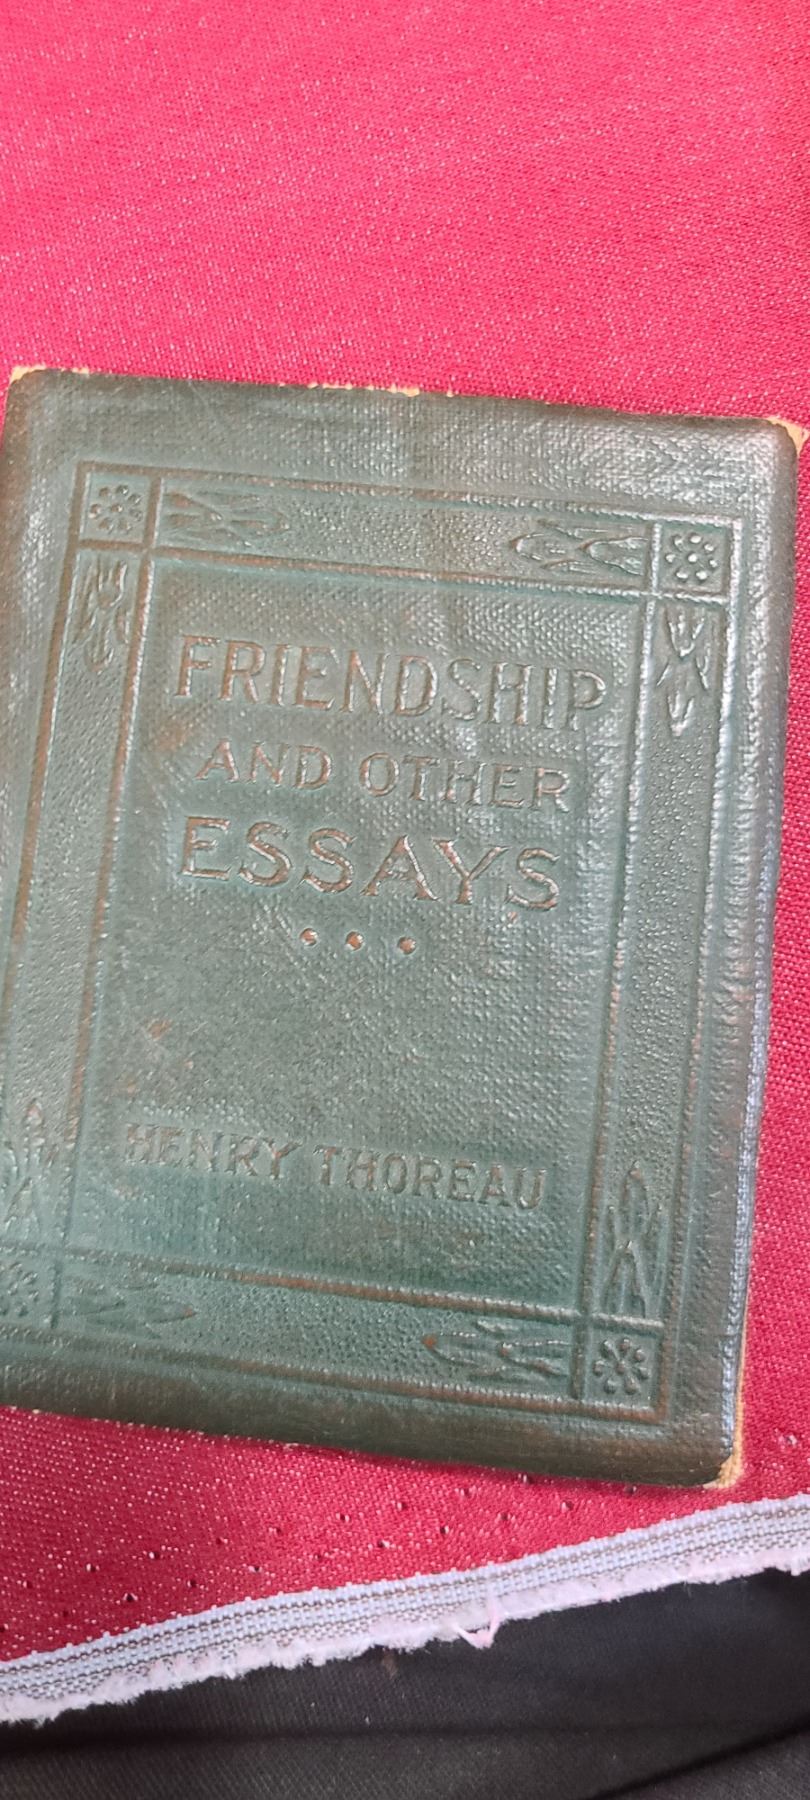 FRIENDSHIP
AND OTHER
ESSAYS
• • •
HENRY THOREAU